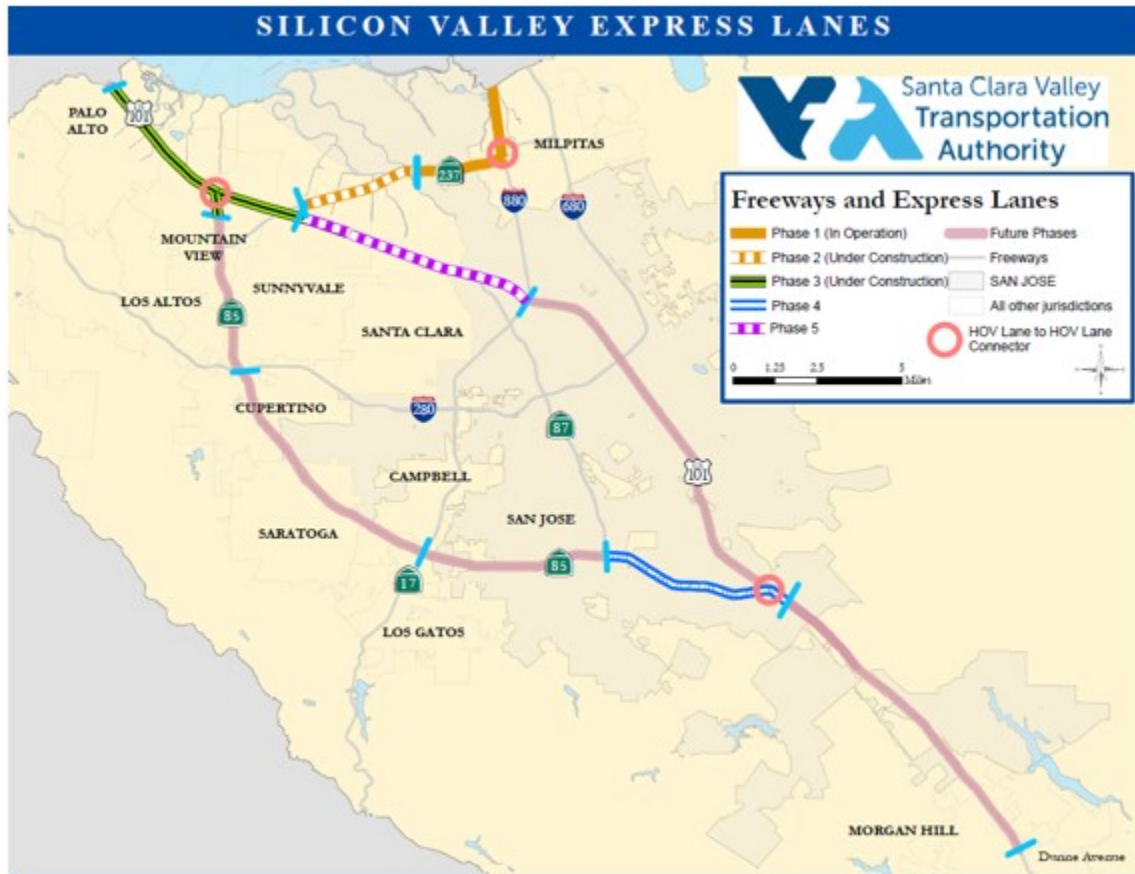 SILICON VALLEY EXPRESS LANES
Santa Clara Valley
Transportation
Authority
PALO
ALTO
101
MILPITAS
237
880
680
MOUNTAIN
VIEW
LOS ALTOS
SUNNYVALE
85
SANTA CLARA
CUPERTINO
280
87
CAMPBELL
101
SARATOGA
SAN JOSE
85
17
LOS GATOS
MORGAN HILL
Dunne Avenue
Freeways and Express Lanes
Phase 1 (In Operation)
Phase 2 (Under Construction)
Phase 3 (Under Construction)
Phase 4
Phase 5
Future Phases
Freeways
SAN JOSE
All other jurisdictions
HOV Lane to HOV Lane
Connector
0 1.25 2.5 5
Miles